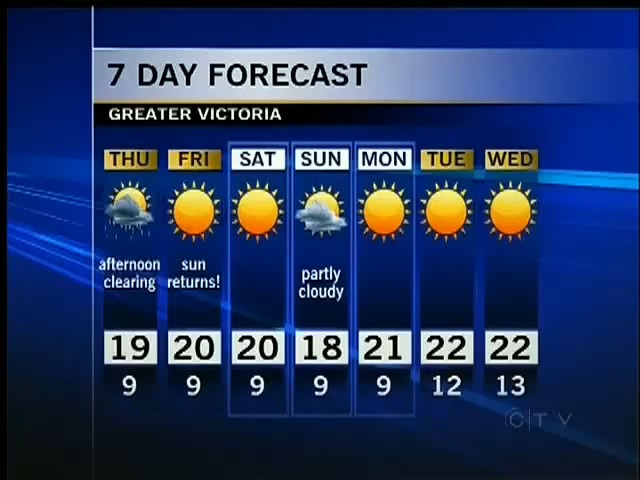 7 DAY FORECAST
GREATER VICTORIA
THU FRI SAT SUN MON TUE WED
afternoon clearing
sun returns!
partly cloudy
19 20 20 18 21 22 22
9 9 9 9 9 12 13
CTV